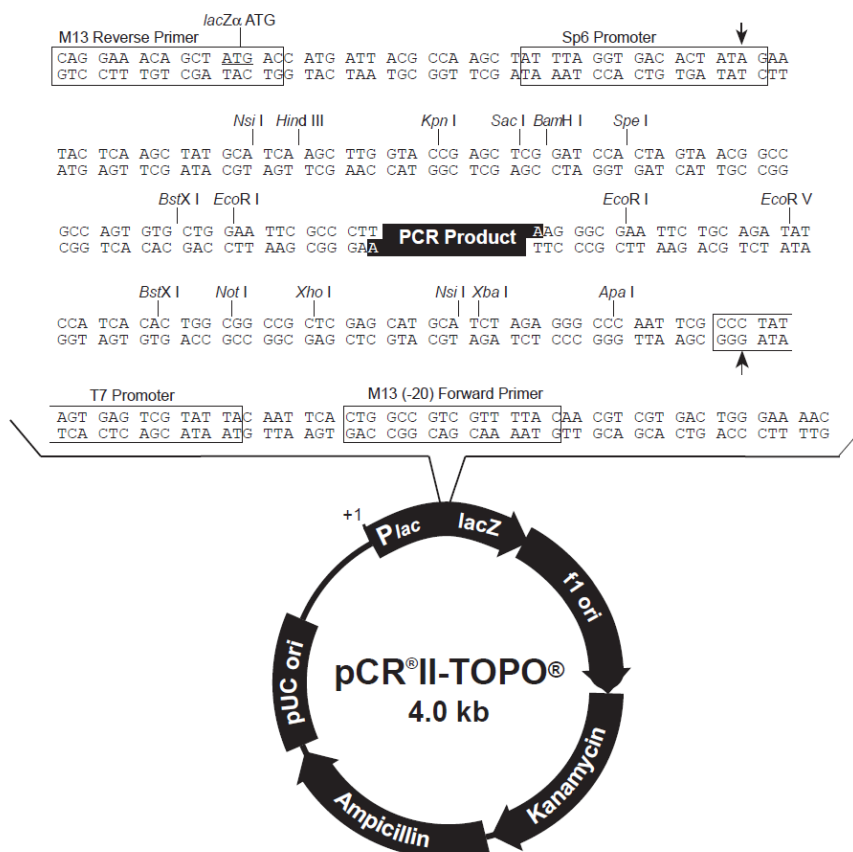 lacZα ATG
M13 Reverse Primer Sp6 Promoter
CAG GAA ACA GCT ATG ACC ATG ATT ACG CCA AGC TAT TTA GGT GAC ACT ATA GAA
GTC CTT TGT CGA TAC TGG TAC TAA TGC GGT TCG ATA AAT CCA CTG TGA TAT CTT
Nsi I Hind III Kpn I Sac I BamH I Spe I
TAC TCA AGC TAT GCA TCA AGC TTG GTA CCG AGC TCG GAT CCA CTA GTA ACG GCC
ATG AGT TCG ATA CGT AGT TCG AAC CAT GGC TCG AGC CTA GGT GAT CAT TGC CGG
BstX I EcoR I EcoR I EcoR V
GCC AGT GTG CTG GAA TTC GCC CTT PCR Product AAG GGC GAA TTC TGC AGA TAT
CGG TCA CAC GAC CTT AAG CGG GAA TTC CCG CTT AAG ACG TCT ATA
BstX I Not I Xho I Nsi I Xba I Apa I
CCA TCA CAC TGG CGG CCG CTC GAG CAT GCA TCT AGA GGG CCC AAT TCG CCC TAT
GGT AGT GTG ACC GCC GGC GAG CTC GTA CGT AGA TCT CCC GGG TTA AGC GGG ATA
T7 Promoter M13 (-20) Forward Primer
AGT GAG TCG TAT TAC AAT TCA CTG GCC GTC GTT TTA CAA CGT CGT GAC TGG GAA AAC
TCA CTC AGC ATA ATG TTA AGT GAC CGG CAG CAA AAT GTT GCA GCA CTG ACC CTT TTG
+1
Plac lacZ
f1 ori
pUC ori
pCR®II-TOPO®
4.0 kb
Kanamycin
Ampicillin